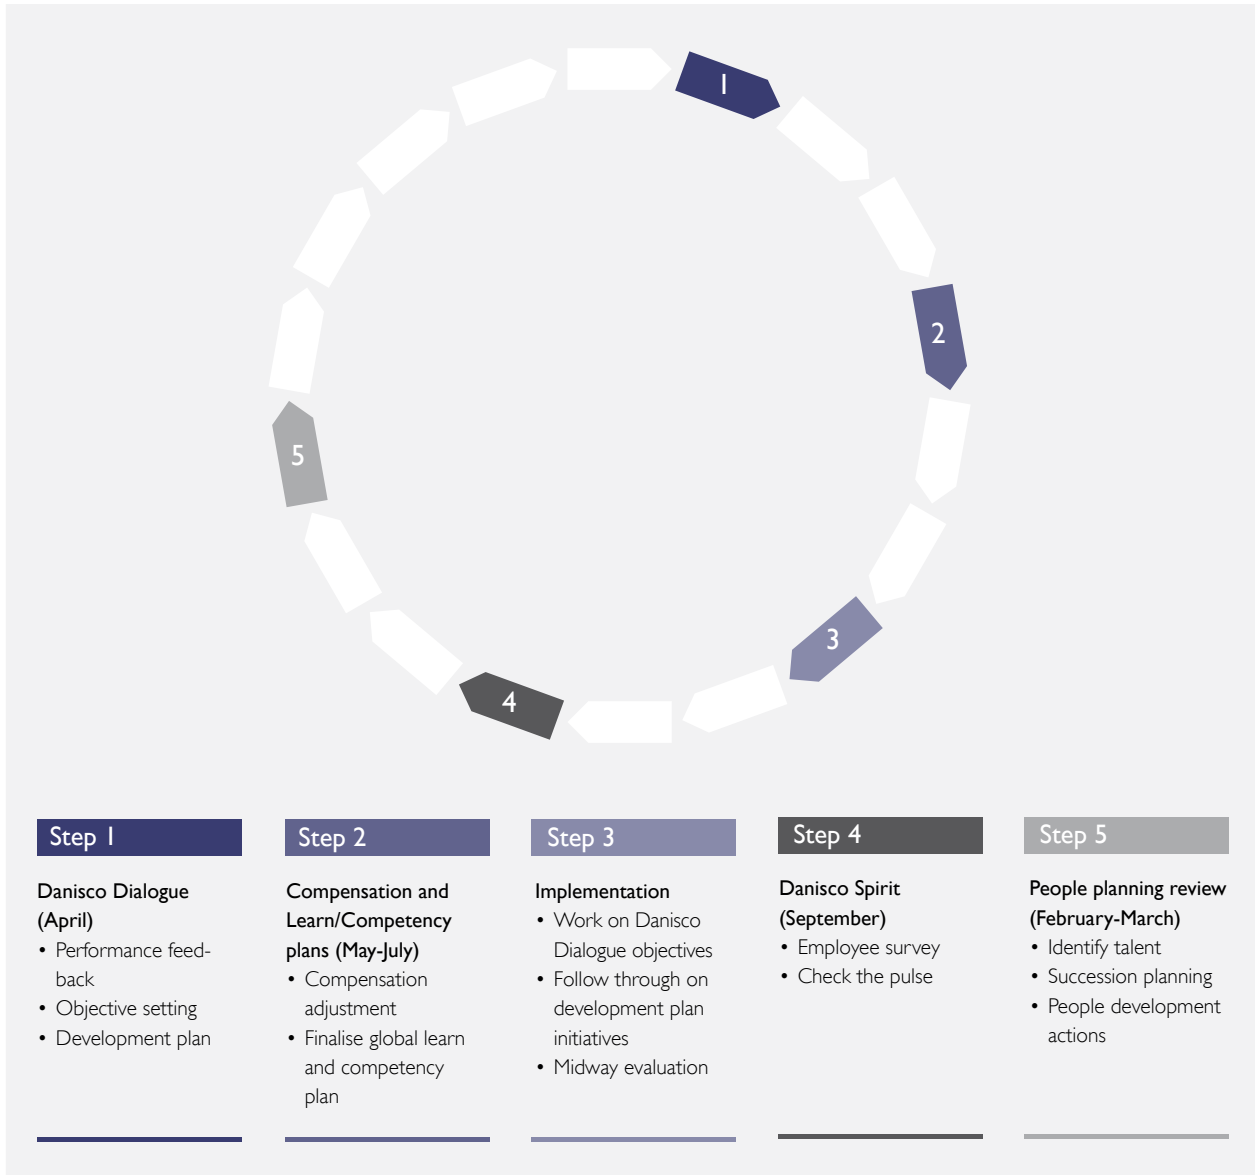 1
2
3
4
5
Step 1
Danisco Dialogue
(April)
• Performance feed-
back
• Objective setting
• Development plan
Step 2
Compensation and
Learn/Competency
plans (May-July)
• Compensation
adjustment
• Finalise global learn
and competency
plan
Step 3
Implementation
• Work on Danisco
Dialogue objectives
• Follow through on
development plan
initiatives
• Midway evaluation
Step 4
Danisco Spirit
(September)
• Employee survey
• Check the pulse
Step 5
People planning review
(February-March)
• Identify talent
• Succession planning
• People development
actions